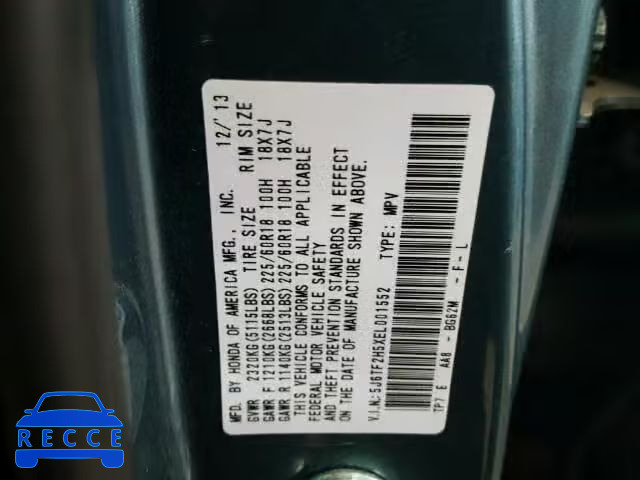 MFD. BY HONDA OF AMERICA MFG., INC. 12/'13
GVWR 2320KG(5115LBS) TIRE SIZE RIM SIZE
GAWR F 1210KG(2668LBS) 225/60R18 100H 18X7J
GAWR R 1140KG(2513LBS) 225/60R18 100H 18X7J
THIS VEHICLE CONFORMS TO ALL APPLICABLE
FEDERAL MOTOR VEHICLE SAFETY
AND THEFT PREVENTION STANDARDS IN EFFECT
ON THE DATE OF MANUFACTURE SHOWN ABOVE.
V.I.N.:5J6TF2H5XEL001552 TYPE: MPV
TP7 E AA8 - BG62M - F - L
RECCE